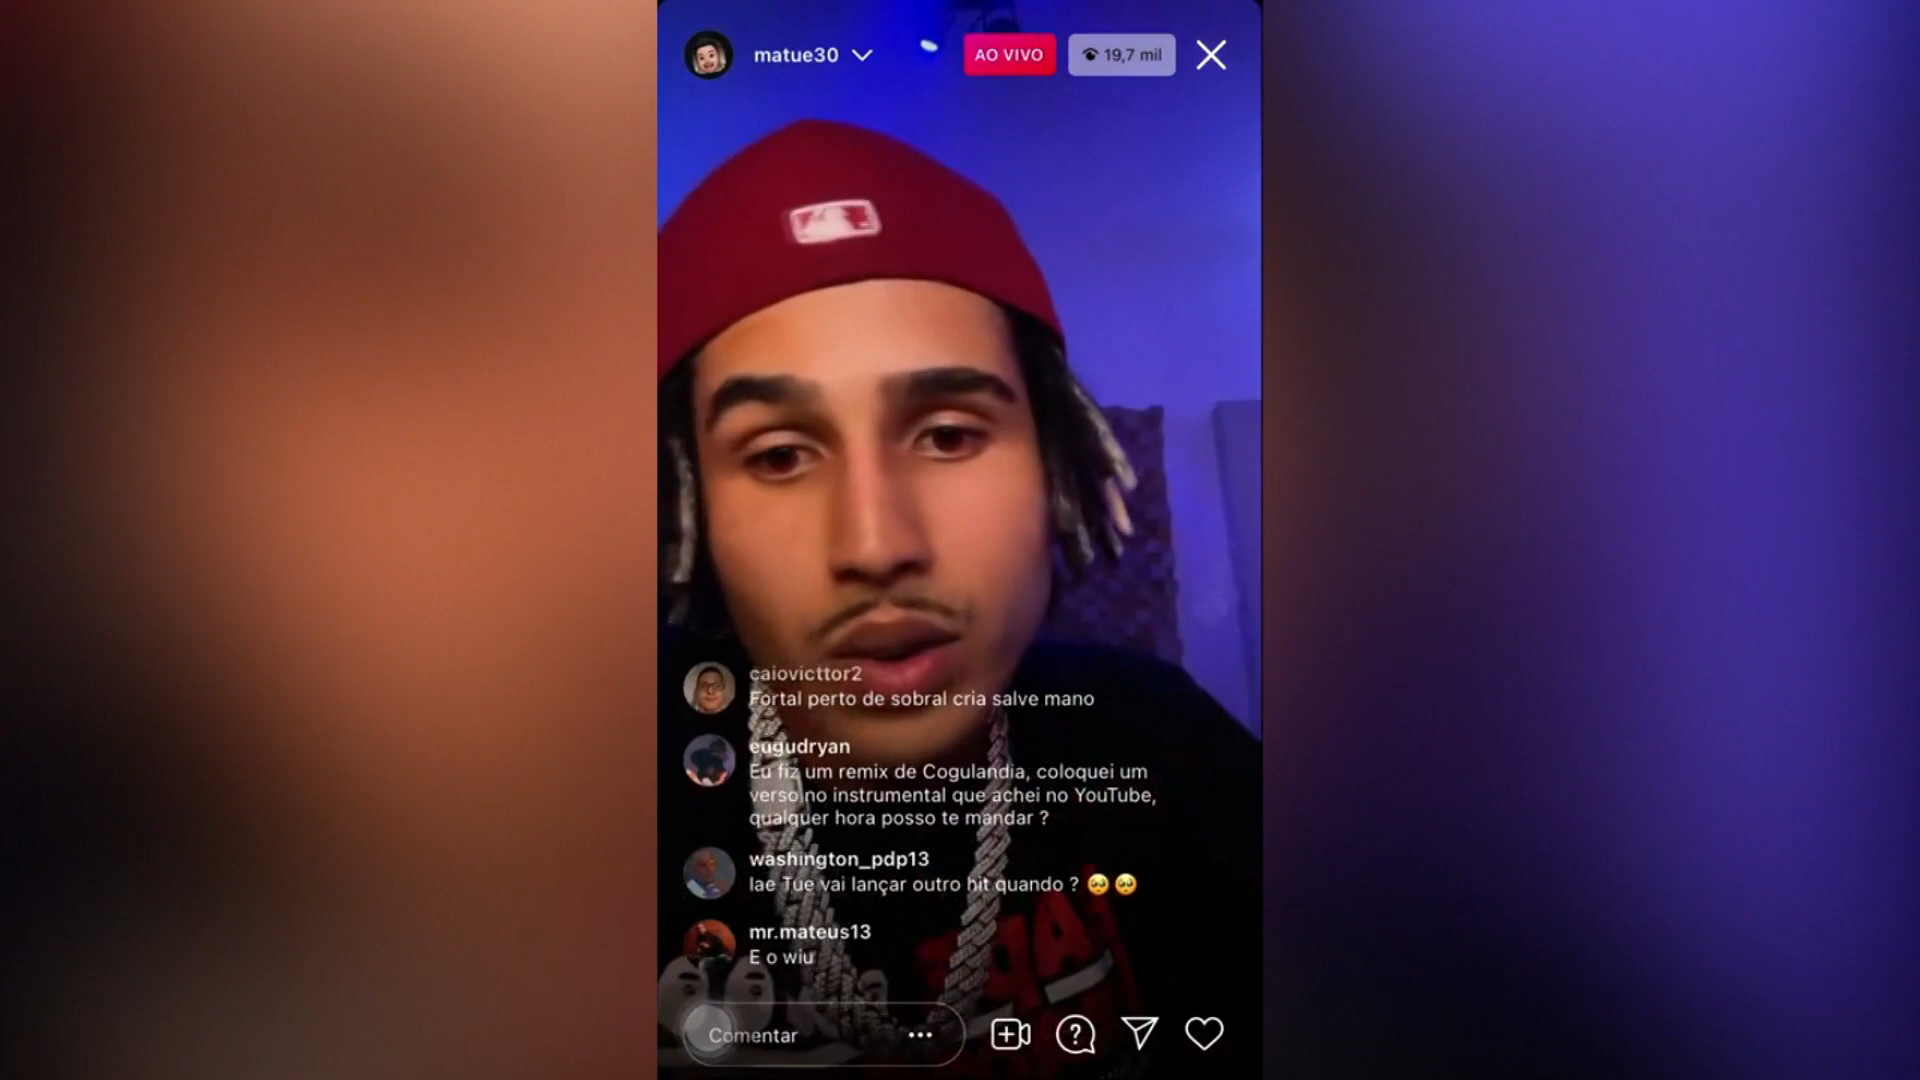 matue30
AO VIVO
19,7 mil
caiovicttor2
Fortal perto de sobral cria salve mano
eugudryan
Eu fiz um remix de Cogulandia, coloquei um
verso no instrumental que achei no YouTube,
qualquer hora posso te mandar ?
washington_pdp13
Iae Tue vai lançar outro hit quando ? 🥺🥺
mr.mateus13
E o wiu
Comentar